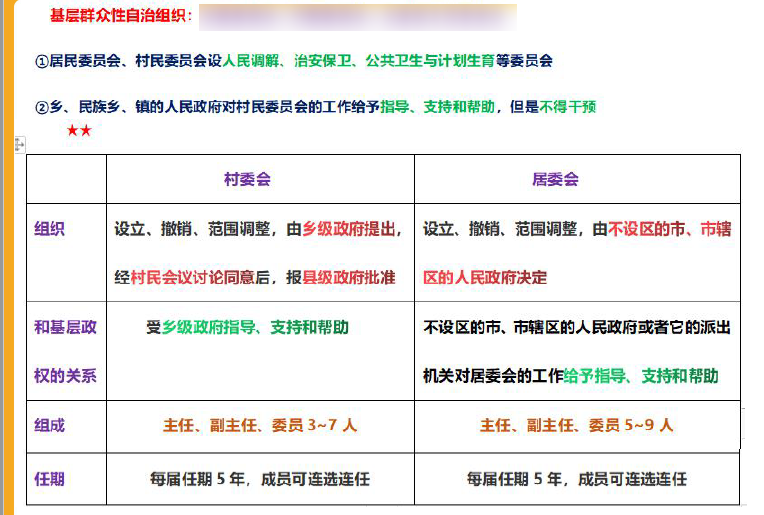 基层群众性自治组织：
①居民委员会、村民委员会设人民调解、治安保卫、公共卫生与计划生育等委员会
②乡、民族乡、镇的人民政府对村民委员会的工作给予指导、支持和帮助，但是不得干预
★★
村委会 居委会
组织 设立、撤销、范围调整，由乡级政府提出， 设立、撤销、范围调整，由不设区的市、市辖
经村民会议讨论同意后，报县级政府批准 区的人民政府决定
和基层政 受乡级政府指导、支持和帮助 不设区的市、市辖区的人民政府或者它的派出
权的关系 机关对居委会的工作给予指导、支持和帮助
组成 主任、副主任、委员 3~7 人 主任、副主任、委员 5~9 人
任期 每届任期 5 年，成员可连选连任 每届任期 5 年，成员可连选连任